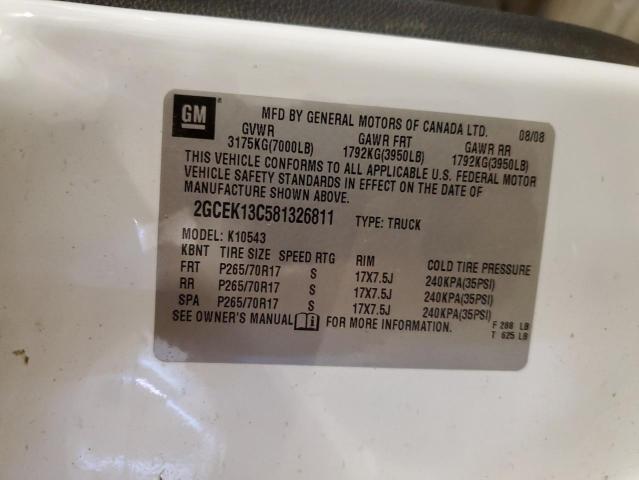 GM
MFD BY GENERAL MOTORS OF CANADA LTD. 08/08
GVWR GAWR FRT GAWR RR
3175KG(7000LB) 1792KG(3950LB) 1792KG(3950LB)
THIS VEHICLE CONFORMS TO ALL APPLICABLE U.S. FEDERAL MOTOR
VEHICLE SAFETY STANDARDS IN EFFECT ON THE DATE OF
MANUFACTURE SHOWN ABOVE.
2GCEK13C581326811 TYPE: TRUCK
MODEL: K10543
KBNT TIRE SIZE SPEED RTG RIM COLD TIRE PRESSURE
FRT P265/70R17 S 17X7.5J 240KPA(35PSI)
RR P265/70R17 S 17X7.5J 240KPA(35PSI)
SPA P265/70R17 S 17X7.5J 240KPA(35PSI)
SEE OWNER'S MANUAL i FOR MORE INFORMATION.
F 288 LB
T 625 LB